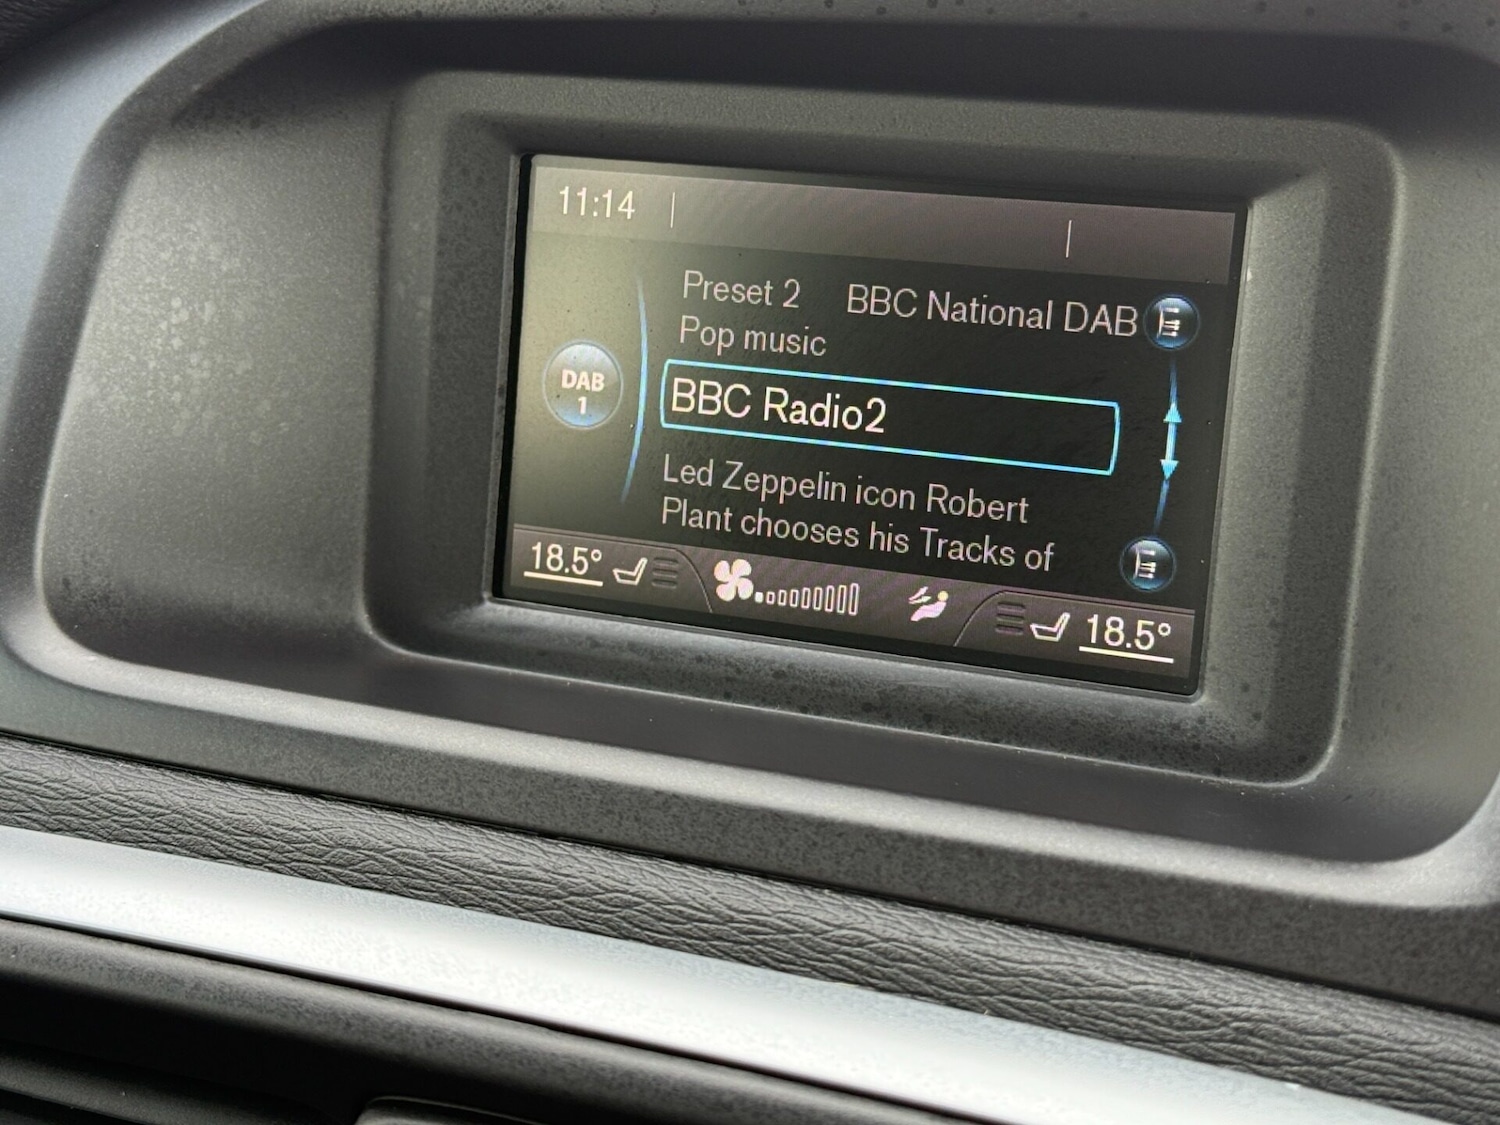 11:14
Preset 2 BBC National DAB
Pop music
DAB
1
BBC Radio2
Led Zeppelin icon Robert
Plant chooses his Tracks of
18.5°
18.5°